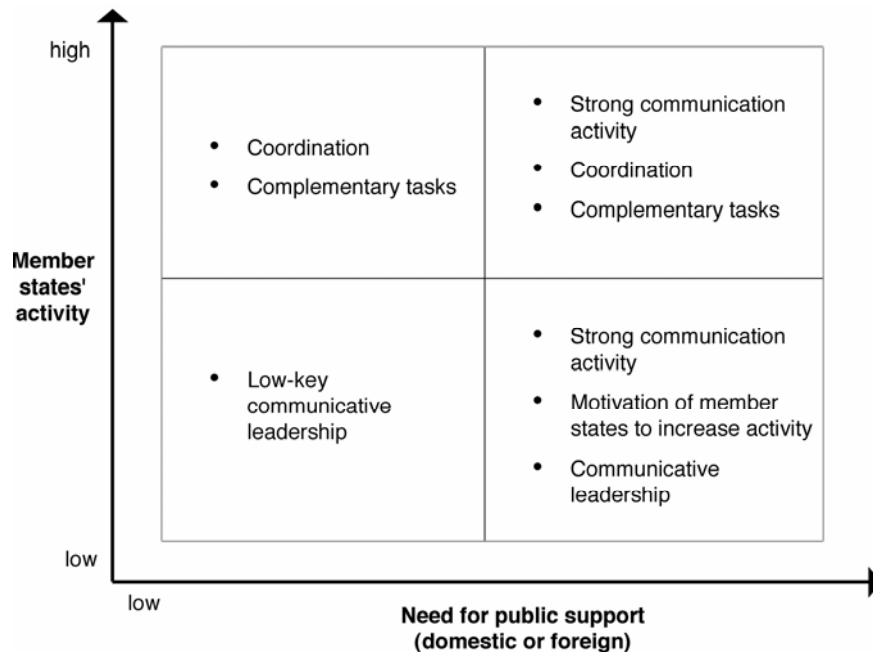 high
• Coordination
• Complementary tasks
• Strong communication
activity
• Coordination
• Complementary tasks
Member
states'
activity
• Low-key
communicative
leadership
• Strong communication
activity
• Motivation of member
states to increase activity
• Communicative
leadership
low
low
Need for public support
(domestic or foreign)